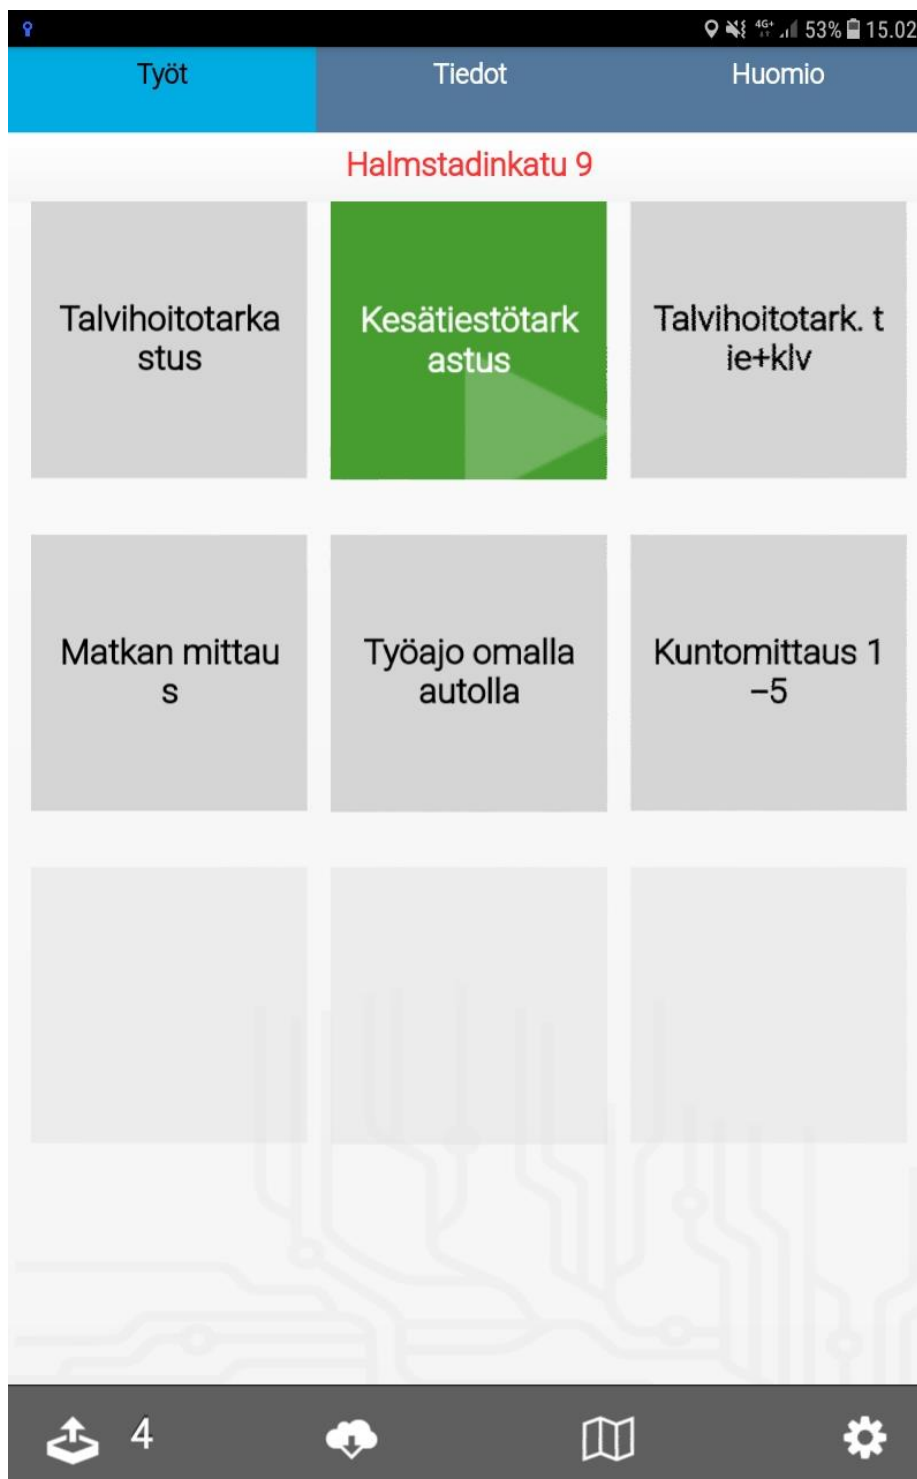 4G+ 53% 15.02
Työt Tiedot Huomio
Halmstadinkatu 9
Talvihoitotarka
stus
Kesätiestötark
astus
Talvihoitotark. t
ie+klv
Matkan mittau
s
Työajo omalla
autolla
Kuntomittaus 1
–5
4